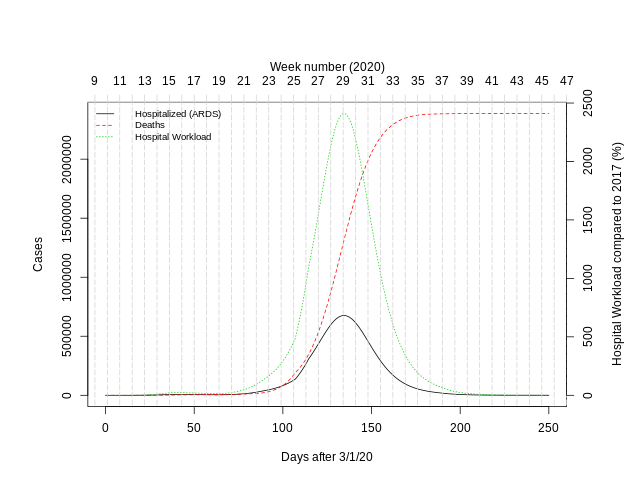 Week number (2020)
9 11 13 15 17 19 21 23 25 27 29 31 33 35 37 39 41 43 45 47
Hospitalized (ARDS)
Deaths
Hospital Workload
Cases
0 500000 1000000 1500000 2000000
Hospital Workload compared to 2017 (%)
0 500 1000 1500 2000 2500
0 50 100 150 200 250
Days after 3/1/20